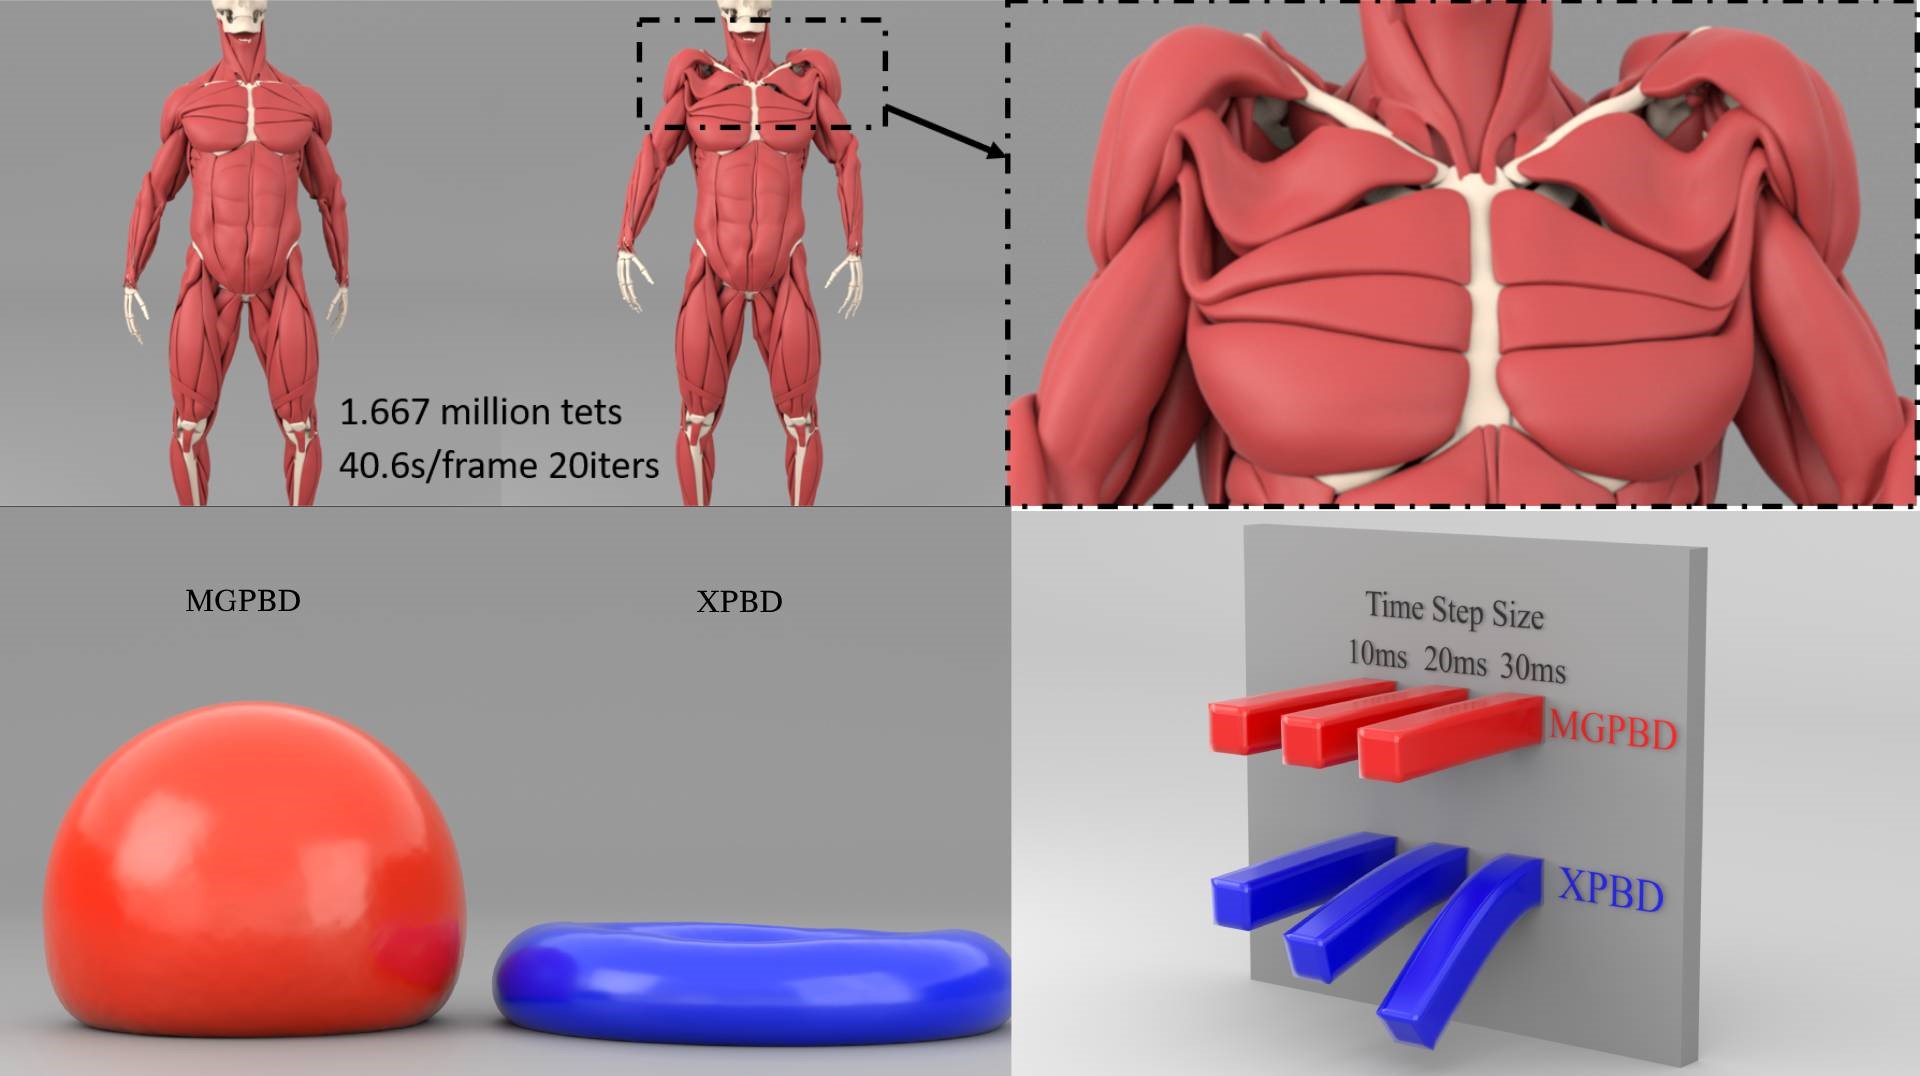 1.667 million tets
40.6s/frame 20iters
MGPBD
XPBD
Time Step Size
10ms 20ms 30ms
MGPBD
XPBD